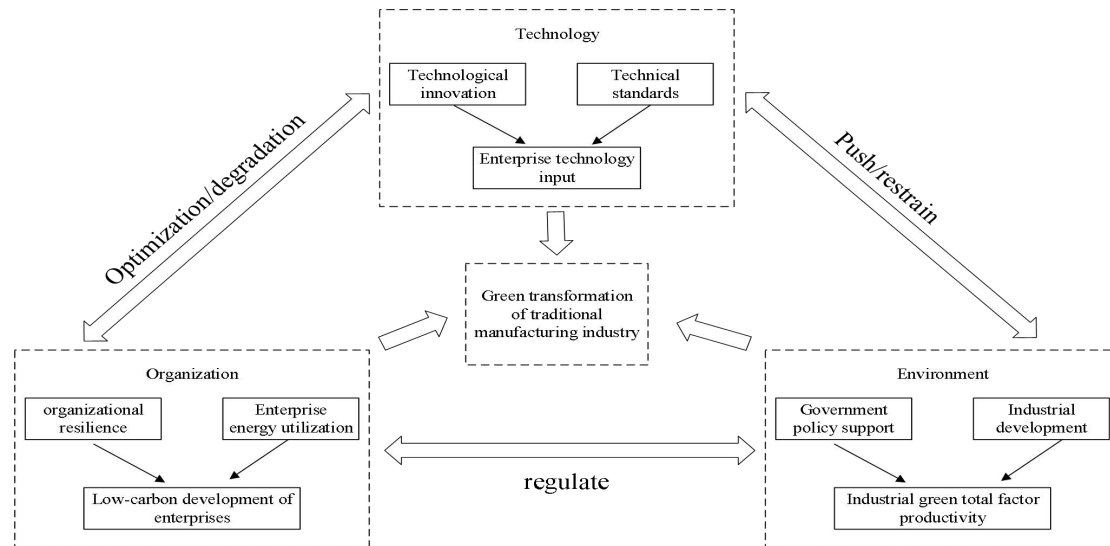 Technology
Technological
innovation
Technical
standards
Enterprise technology
input
Optimization/degradation
Push/restrain
Green transformation
of traditional
manufacturing industry
Organization
organizational
resilience
Enterprise
energy utilization
Low-carbon development of
enterprises
regulate
Environment
Government
policy support
Industrial
development
Industrial green total factor
productivity